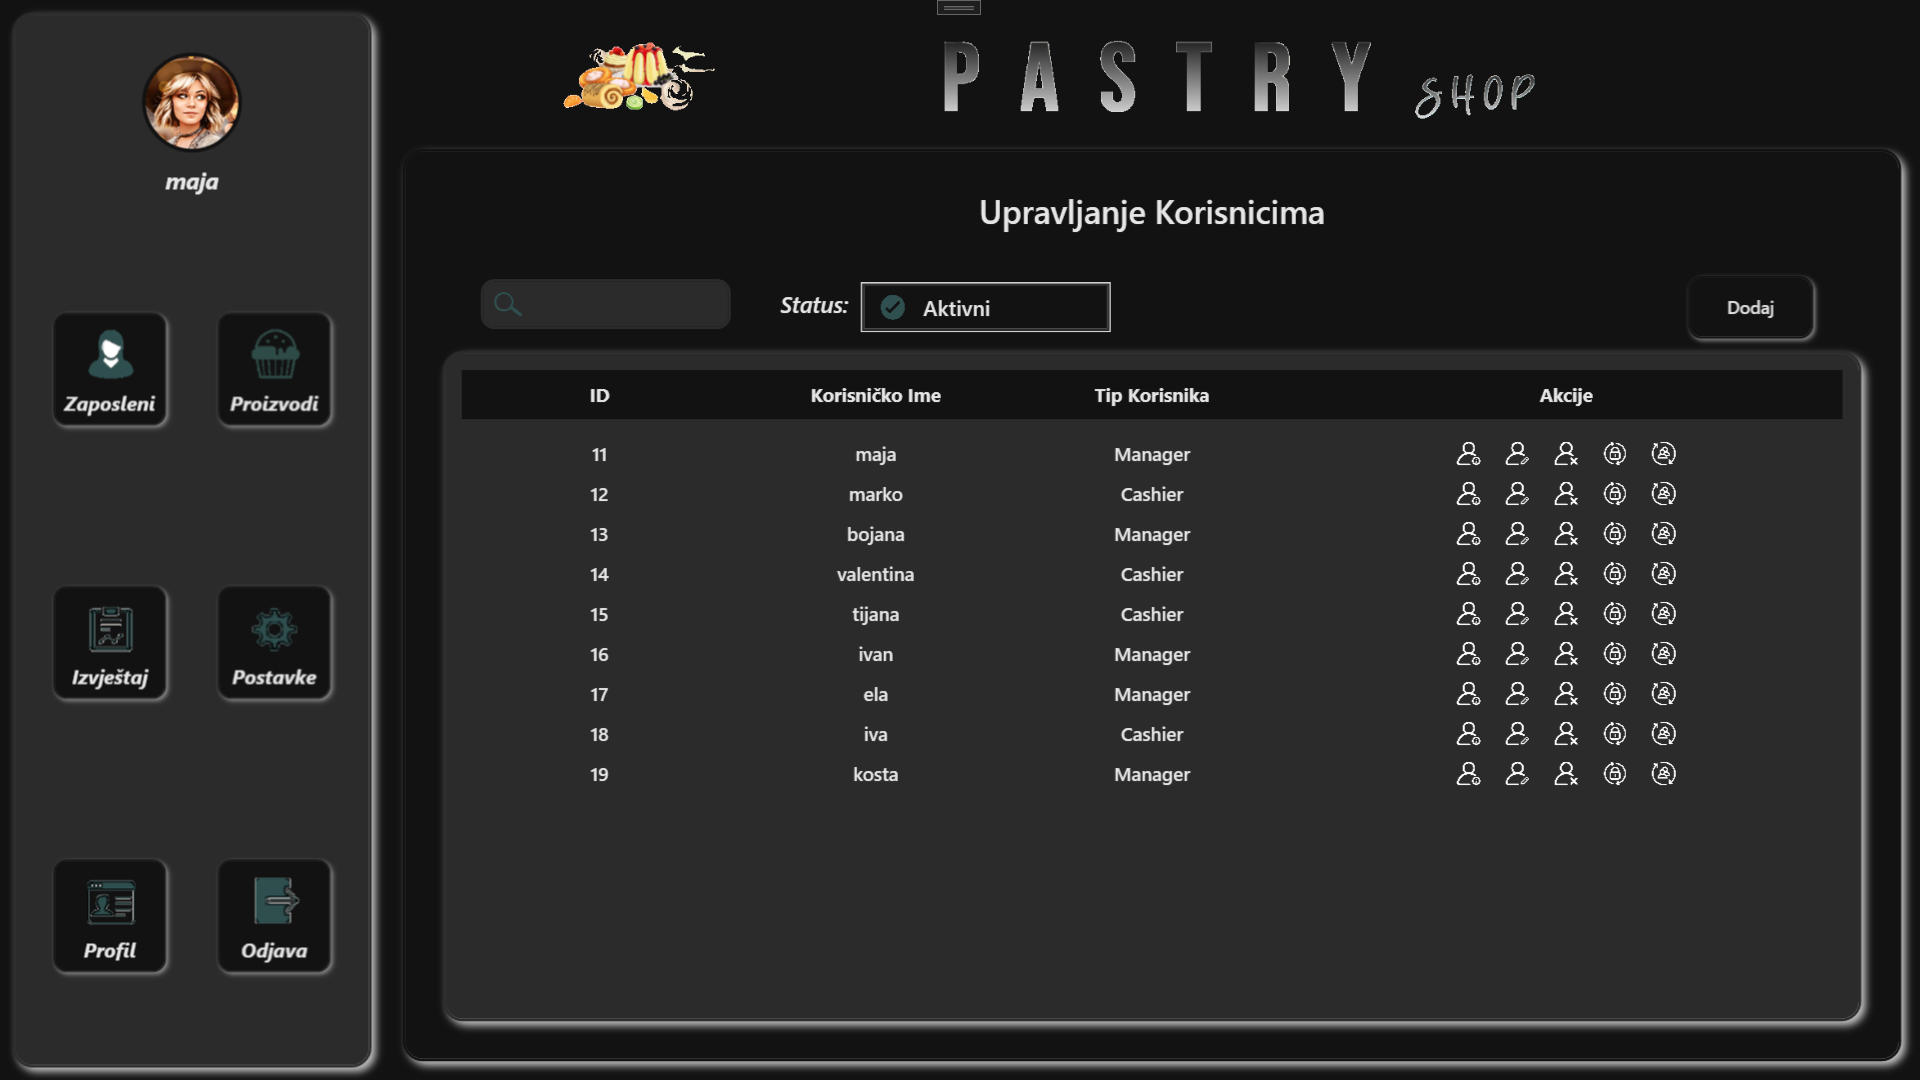 PASTRY SHOP
maja
Upravljanje Korisnicima
Status: Aktivni
Dodaj
Zaposleni Proizvodi
Izvještaj Postavke
Profil Odjava
ID Korisničko Ime Tip Korisnika Akcije
11 maja Manager
12 marko Cashier
13 bojana Manager
14 valentina Cashier
15 tijana Cashier
16 ivan Manager
17 ela Manager
18 iva Cashier
19 kosta Manager